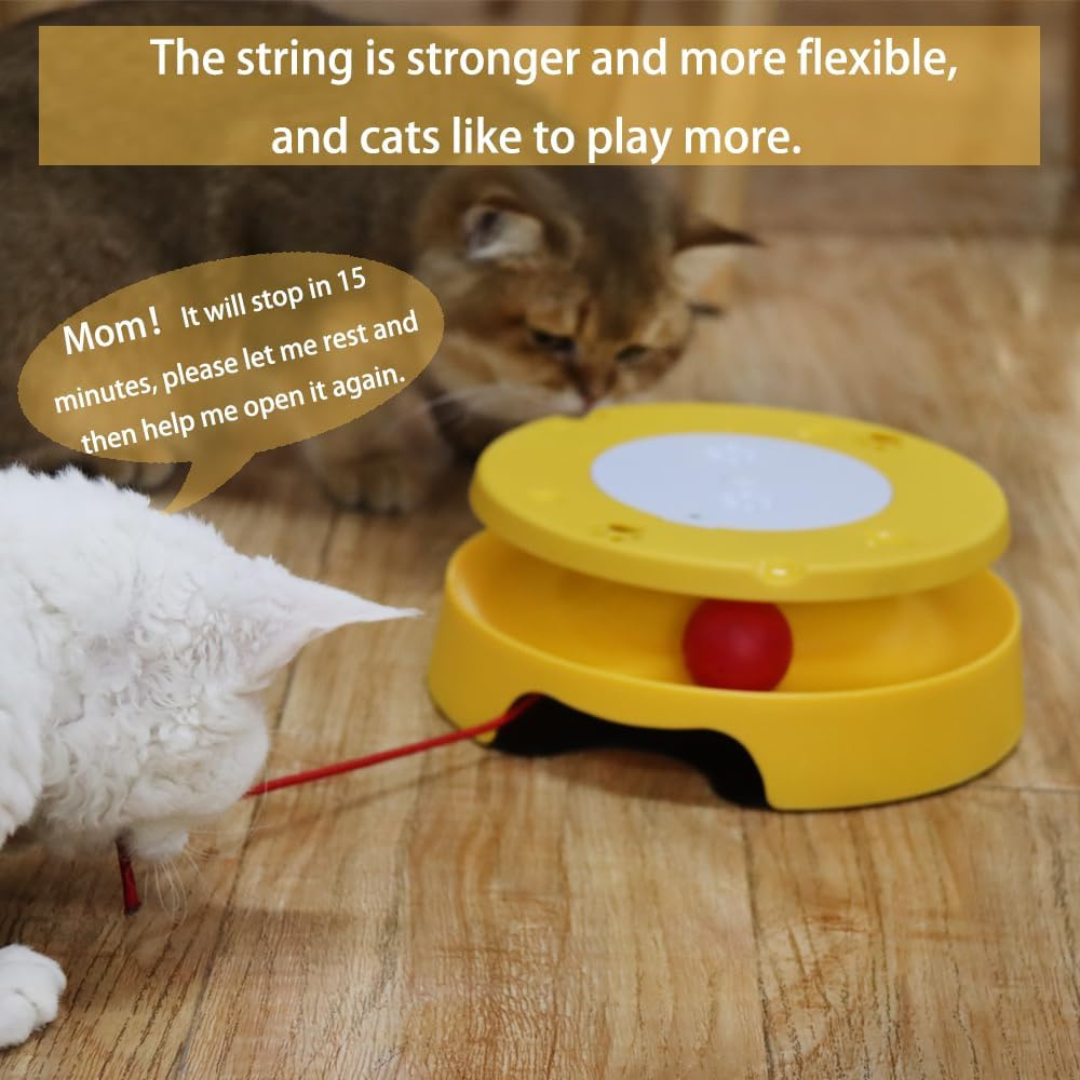 The string is stronger and more flexible,
and cats like to play more.
Mom! It will stop in 15
minutes, please let me rest and
then help me open it again.